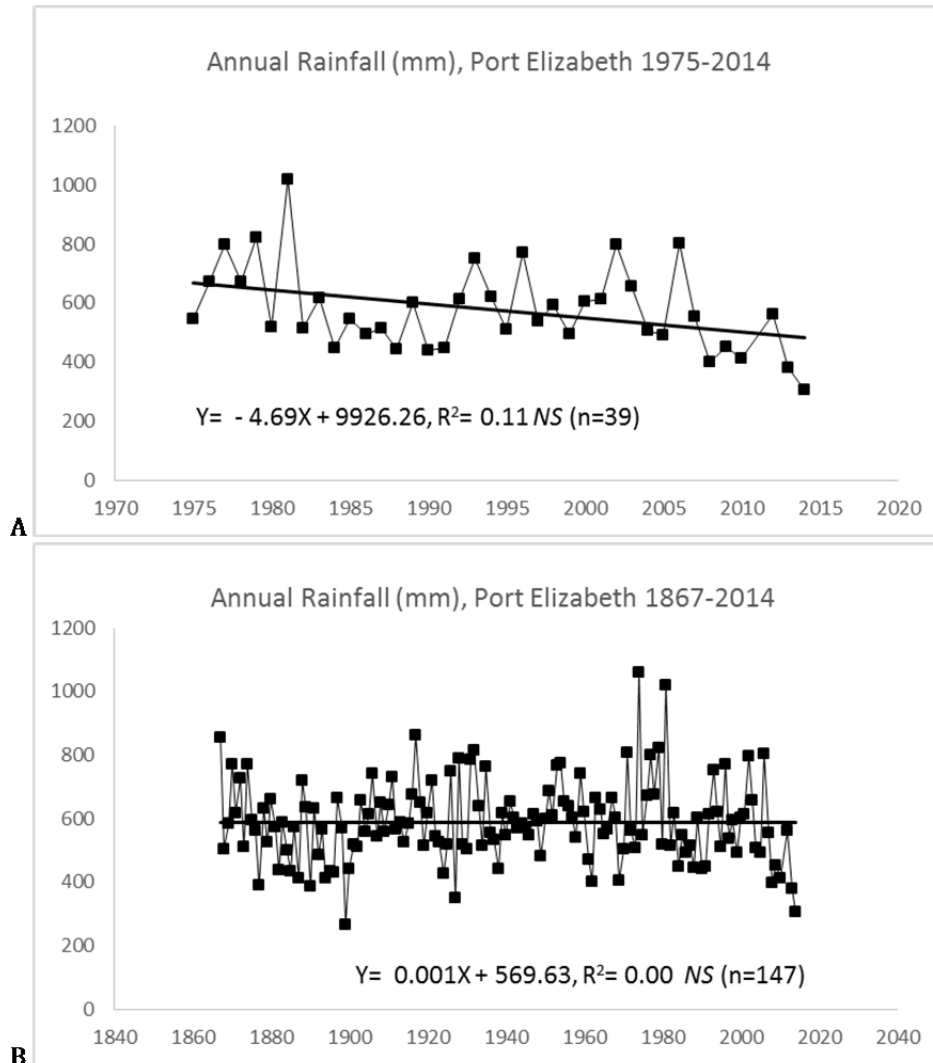 Annual Rainfall (mm), Port Elizabeth 1975-2014
1200
1000
800
600
400
200
0
Y= - 4.69X + 9926.26, R²= 0.11 NS (n=39)
1970 1975 1980 1985 1990 1995 2000 2005 2010 2015 2020
A
Annual Rainfall (mm), Port Elizabeth 1867-2014
1200
1000
800
600
400
200
0
Y= 0.001X + 569.63, R²= 0.00 NS (n=147)
1840 1860 1880 1900 1920 1940 1960 1980 2000 2020 2040
B